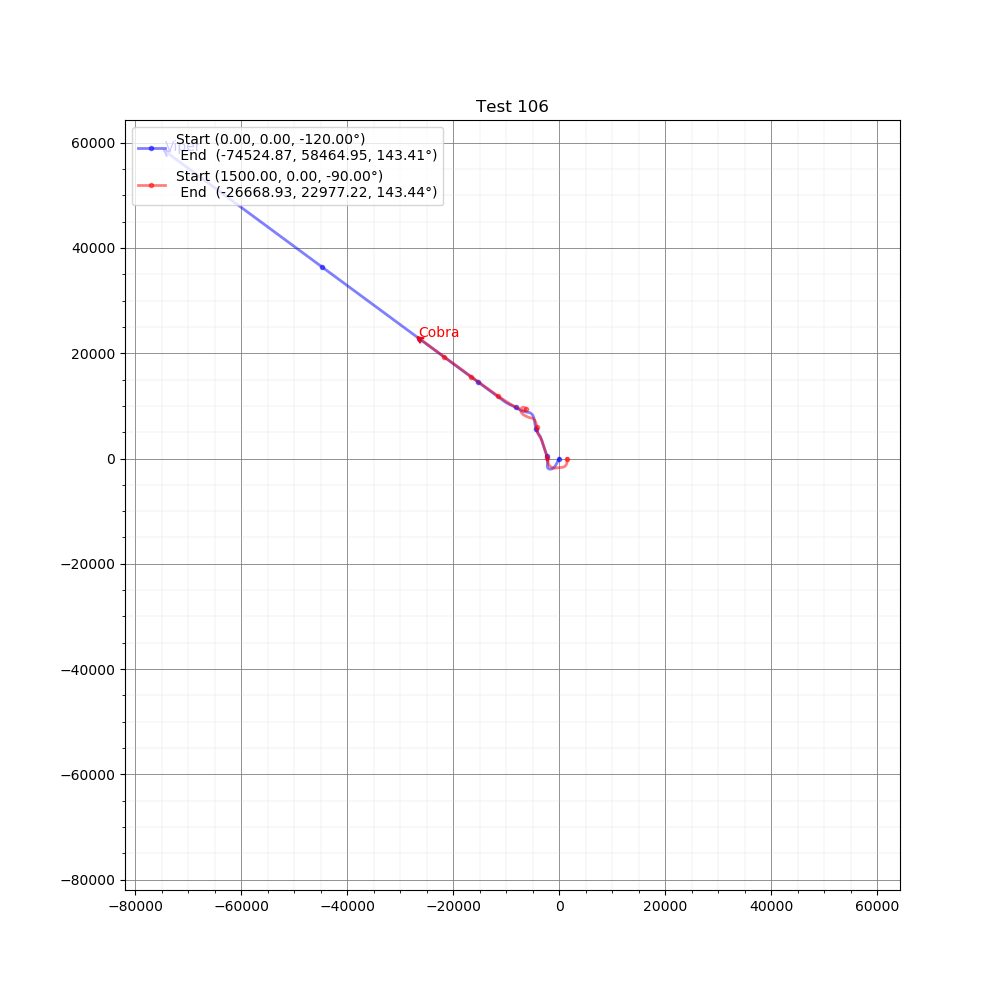 Test 106
Start (0.00, 0.00, -120.00°)
End (-74524.87, 58464.95, 143.41°)
Start (1500.00, 0.00, -90.00°)
End (-26668.93, 22977.22, 143.44°)
Cobra
60000
40000
20000
0
−20000
−40000
−60000
−80000
−80000 −60000 −40000 −20000 0 20000 40000 60000